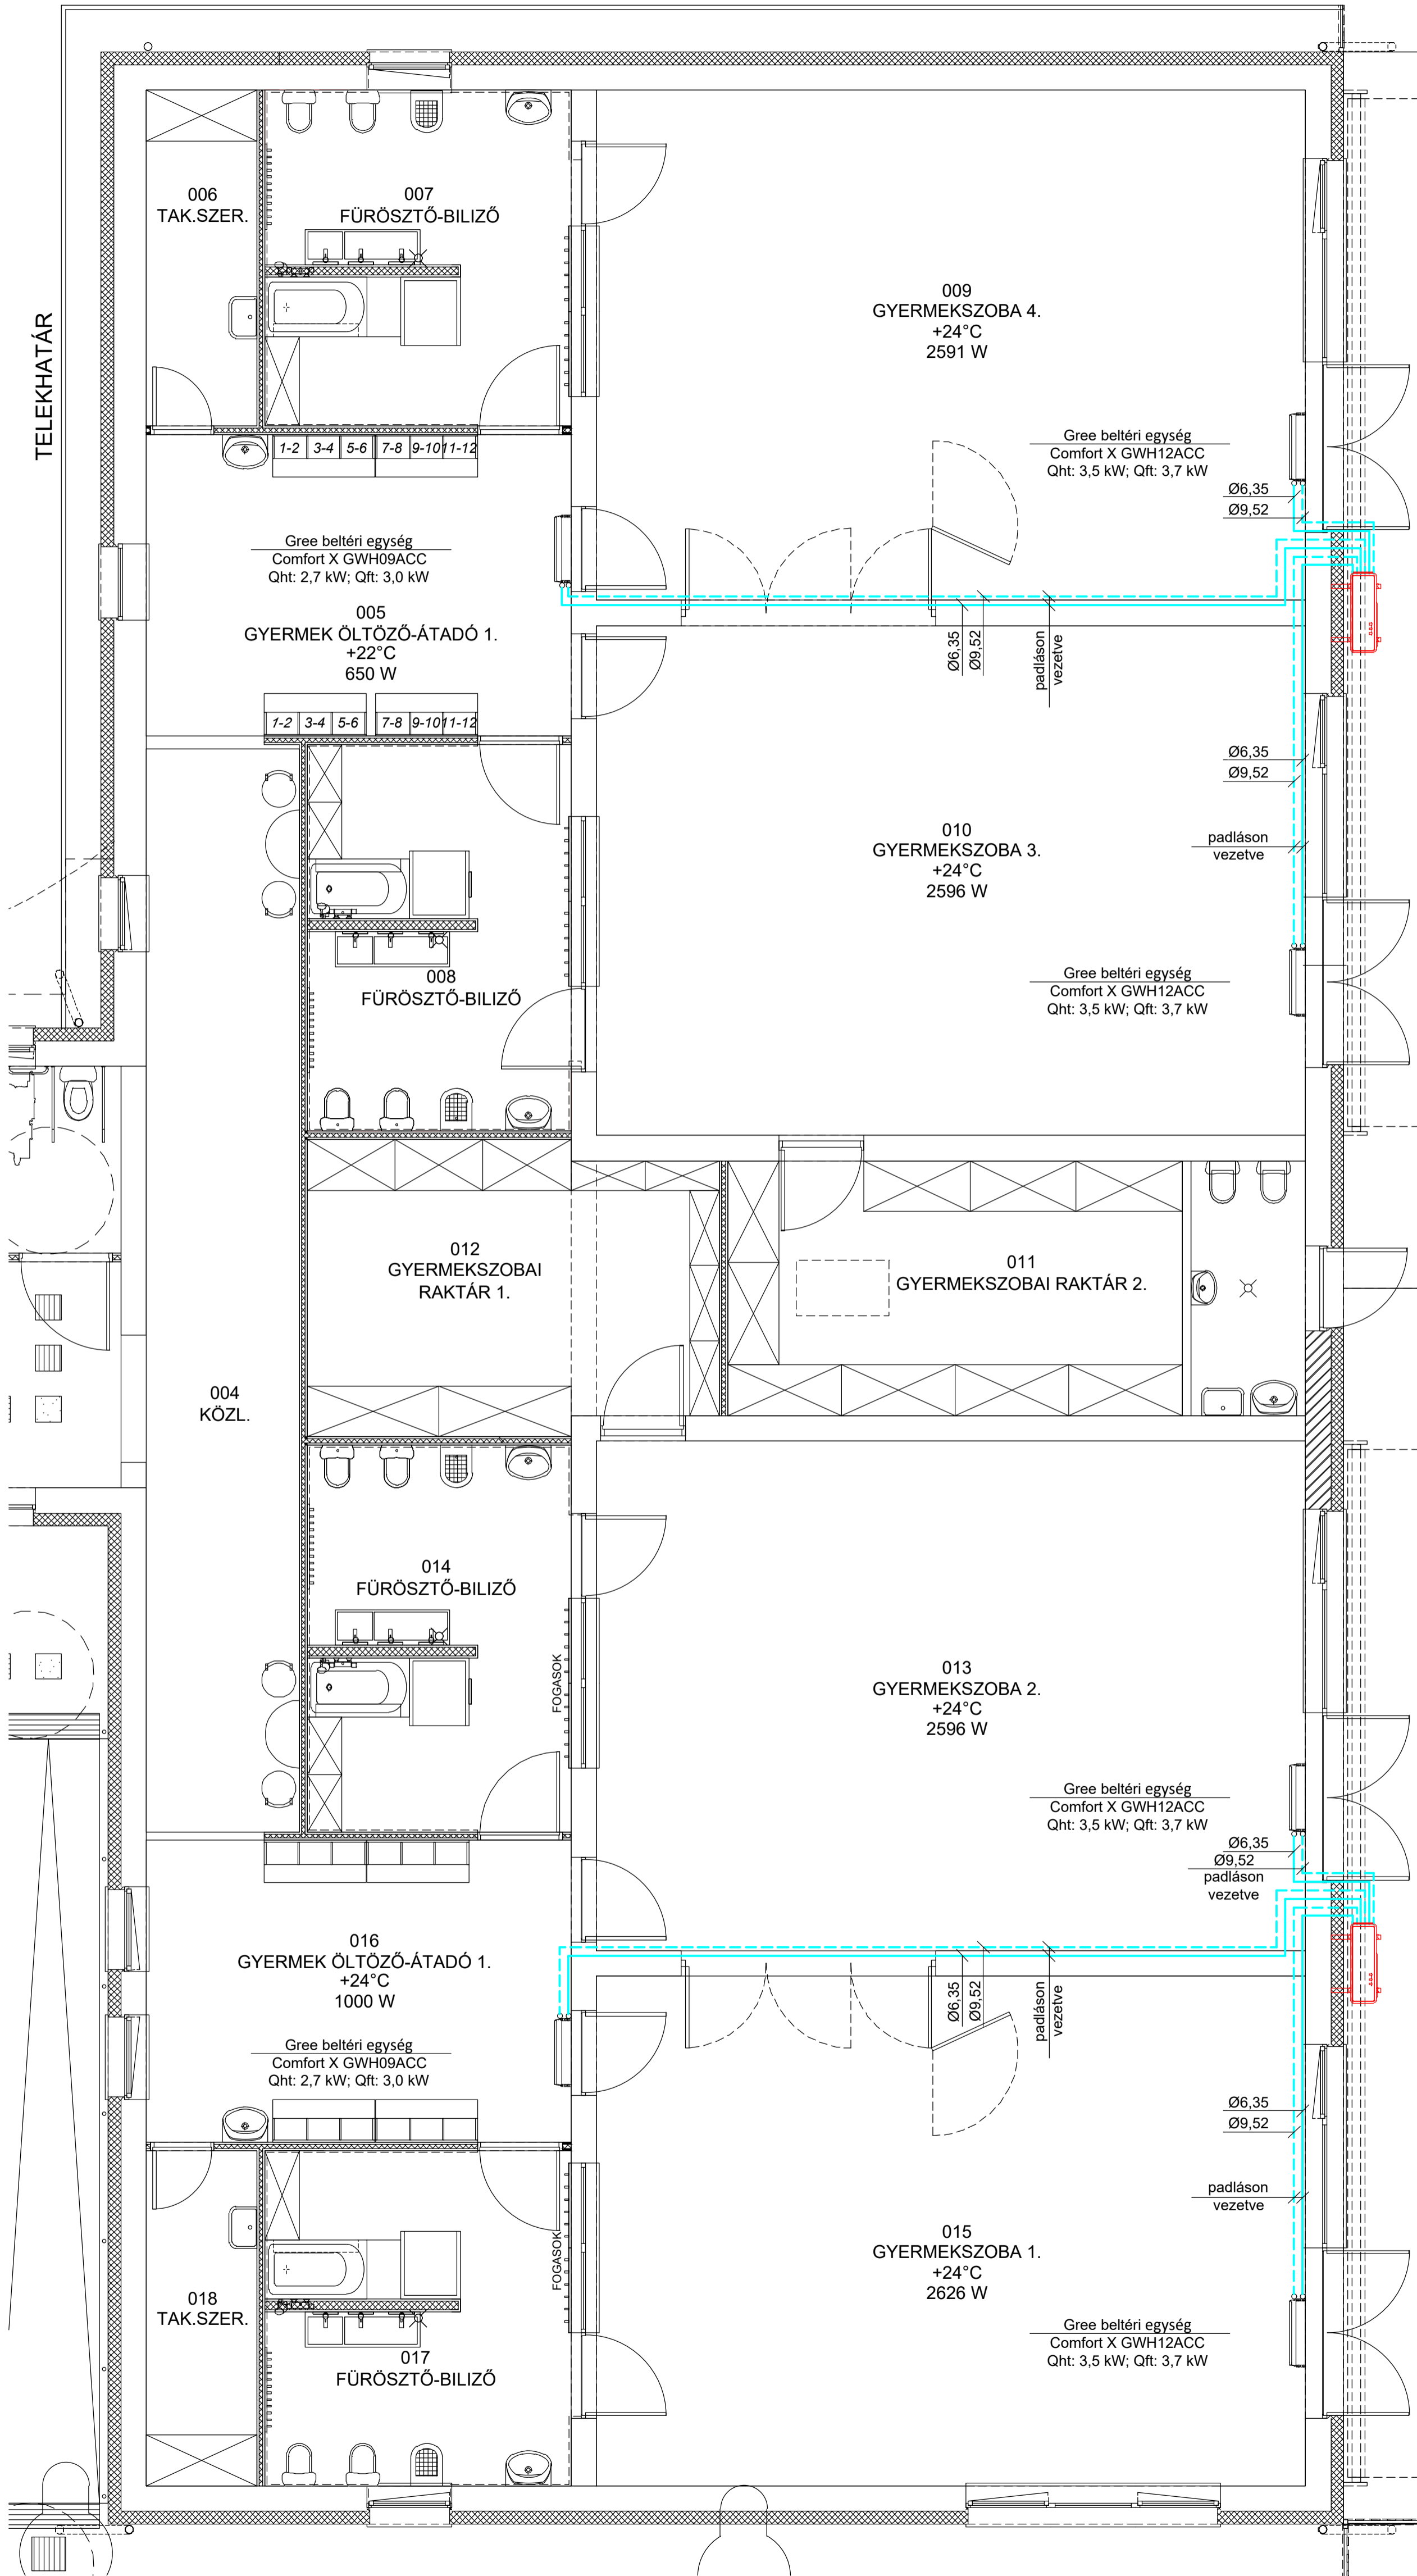 006
TAK.SZER.
007
FÜRÖSZTŐ-BILIZŐ
TELEKHATÁR
009
GYERMEKSZOBA 4.
+24°C
2591 W
Gree beltéri egység
Comfort X GWH12ACC
Qht: 3,5 kW; Qft: 3,7 kW
Ø6,35
Ø9,52
1-2 3-4 5-6 7-8 9-10 11-12
Gree beltéri egység
Comfort X GWH09ACC
Qht: 2,7 kW; Qft: 3,0 kW
005
GYERMEK ÖLTÖZŐ-ÁTADÓ 1.
+22°C
650 W
1-2 3-4 5-6 7-8 9-10 11-12
Ø6,35
Ø9,52
padláson
vezetve
Ø6,35
Ø9,52
padláson
vezetve
010
GYERMEKSZOBA 3.
+24°C
2596 W
Gree beltéri egység
Comfort X GWH12ACC
Qht: 3,5 kW; Qft: 3,7 kW
008
FÜRÖSZTŐ-BILIZŐ
012
GYERMEKSZOBAI
RAKTÁR 1.
011
GYERMEKSZOBAI RAKTÁR 2.
004
KÖZL.
014
FÜRÖSZTŐ-BILIZŐ
FOGASOK
013
GYERMEKSZOBA 2.
+24°C
2596 W
Gree beltéri egység
Comfort X GWH12ACC
Qht: 3,5 kW; Qft: 3,7 kW
Ø6,35
Ø9,52
padláson
vezetve
016
GYERMEK ÖLTÖZŐ-ÁTADÓ 1.
+24°C
1000 W
Gree beltéri egység
Comfort X GWH09ACC
Qht: 2,7 kW; Qft: 3,0 kW
Ø6,35
Ø9,52
padláson
vezetve
Ø6,35
Ø9,52
padláson
vezetve
015
GYERMEKSZOBA 1.
+24°C
2626 W
Gree beltéri egység
Comfort X GWH12ACC
Qht: 3,5 kW; Qft: 3,7 kW
FOGASOK
018
TAK.SZER.
017
FÜRÖSZTŐ-BILIZŐ